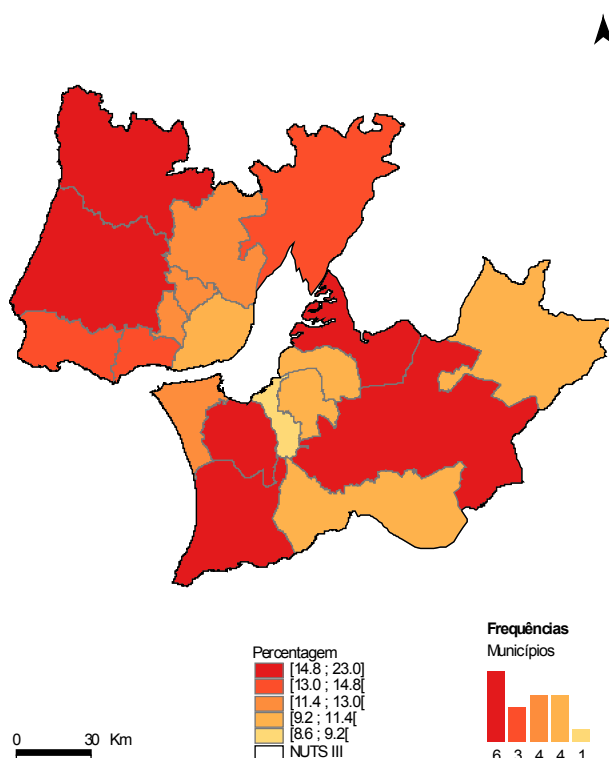 Percentagem
[14.8 ; 23.0]
[13.0 ; 14.8[
[11.4 ; 13.0[
[9.2 ; 11.4[
[8.6 ; 9.2[
NUTS III
0 30 Km
Frequências
Municípios
6 3 4 4 1